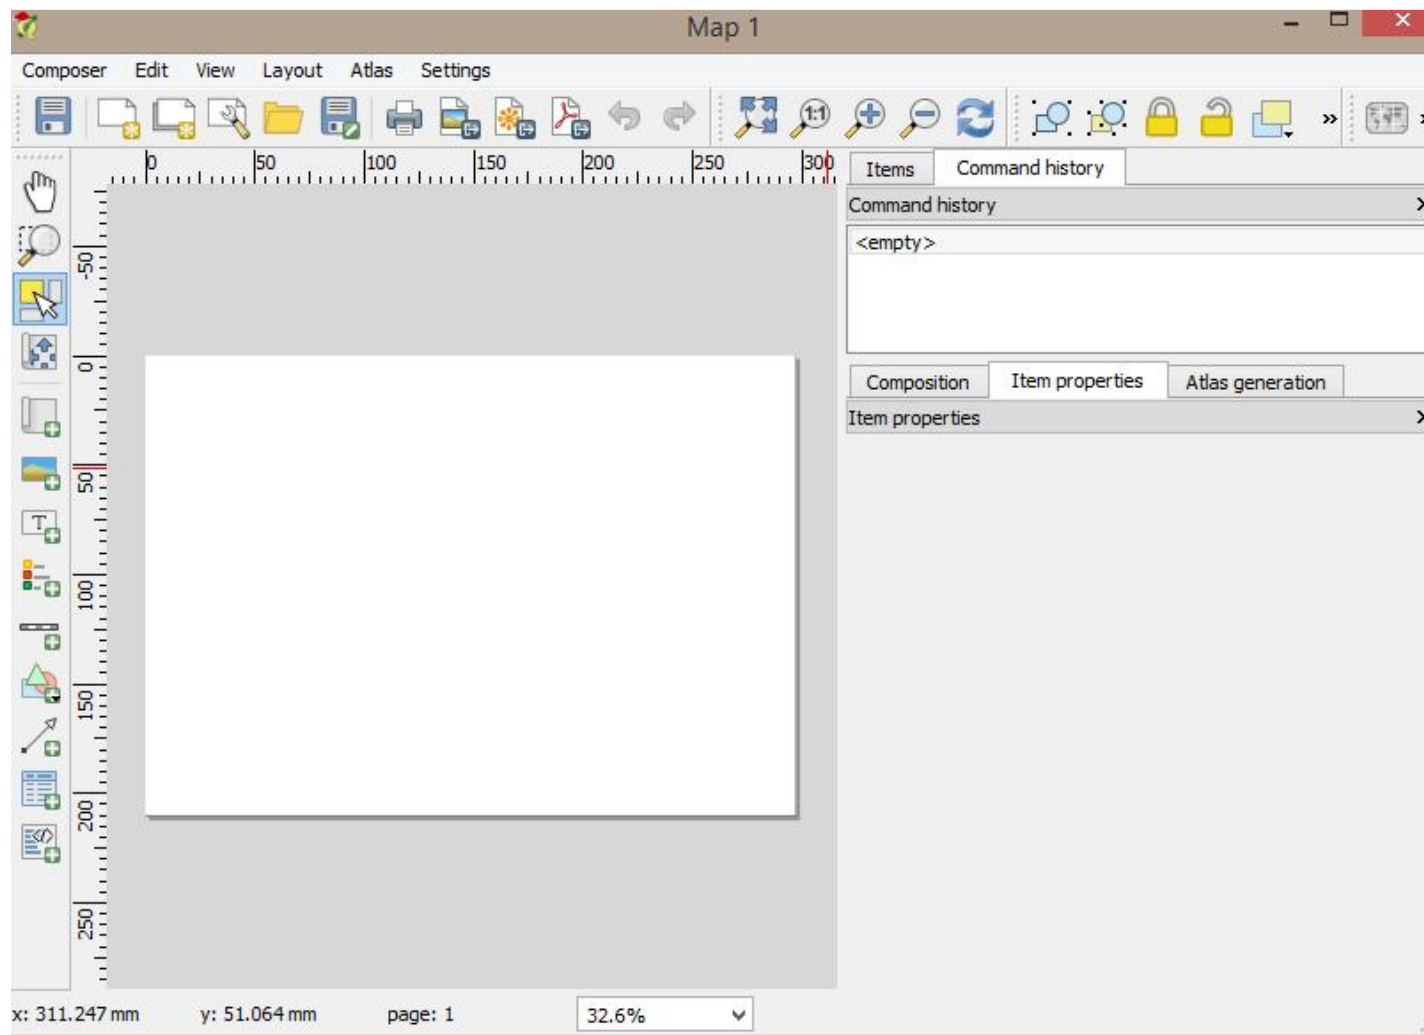 Map 1
Composer Edit View Layout Atlas Settings
1:1
0 50 100 150 200 250 300
Items Command history
Command history
<empty>
Composition Item properties Atlas generation
Item properties
-50
0
50
100
150
200
250
T
</>
x: 311.247 mm y: 51.064 mm page: 1 32.6%